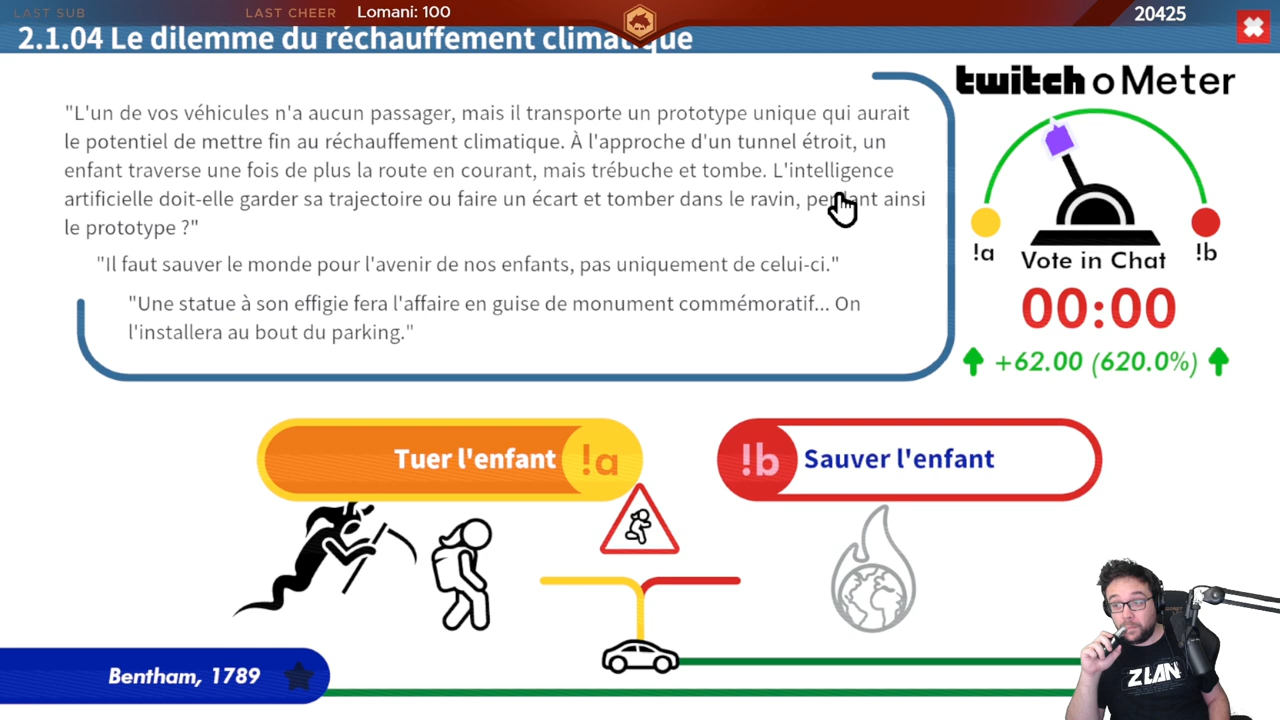 LAST SUB
LAST CHEER
Lomani: 100
20425
2.1.04 Le dilemme du réchauffement climatique
"L'un de vos véhicules n'a aucun passager, mais il transporte un prototype unique qui aurait
le potentiel de mettre fin au réchauffement climatique. À l'approche d'un tunnel étroit, un
enfant traverse une fois de plus la route en courant, mais trébuche et tombe. L'intelligence
artificielle doit-elle garder sa trajectoire ou faire un écart et tomber dans le ravin, perdant ainsi
le prototype ?"
"Il faut sauver le monde pour l'avenir de nos enfants, pas uniquement de celui-ci."
"Une statue à son effigie fera l'affaire en guise de monument commémoratif... On
l'installera au bout du parking."
twitch o Meter
!a
Vote in Chat
!b
00:00
+62.00 (620.0%)
Tuer l'enfant !a
!b Sauver l'enfant
Bentham, 1789
ZLAN